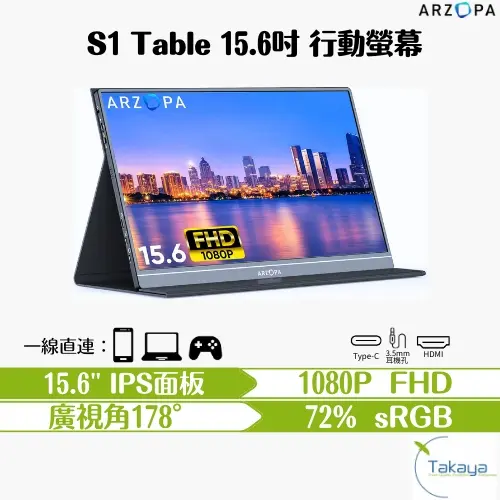 ARZOPA
S1 Table 15.6吋 行動螢幕
ARZOPA
15.6 FHD
1080P
ARZOPA
一線直連：
Type-C 3.5mm 耳機孔 HDMI
15.6" IPS面板 1080P FHD
廣視角178° 72% sRGB
Takaya